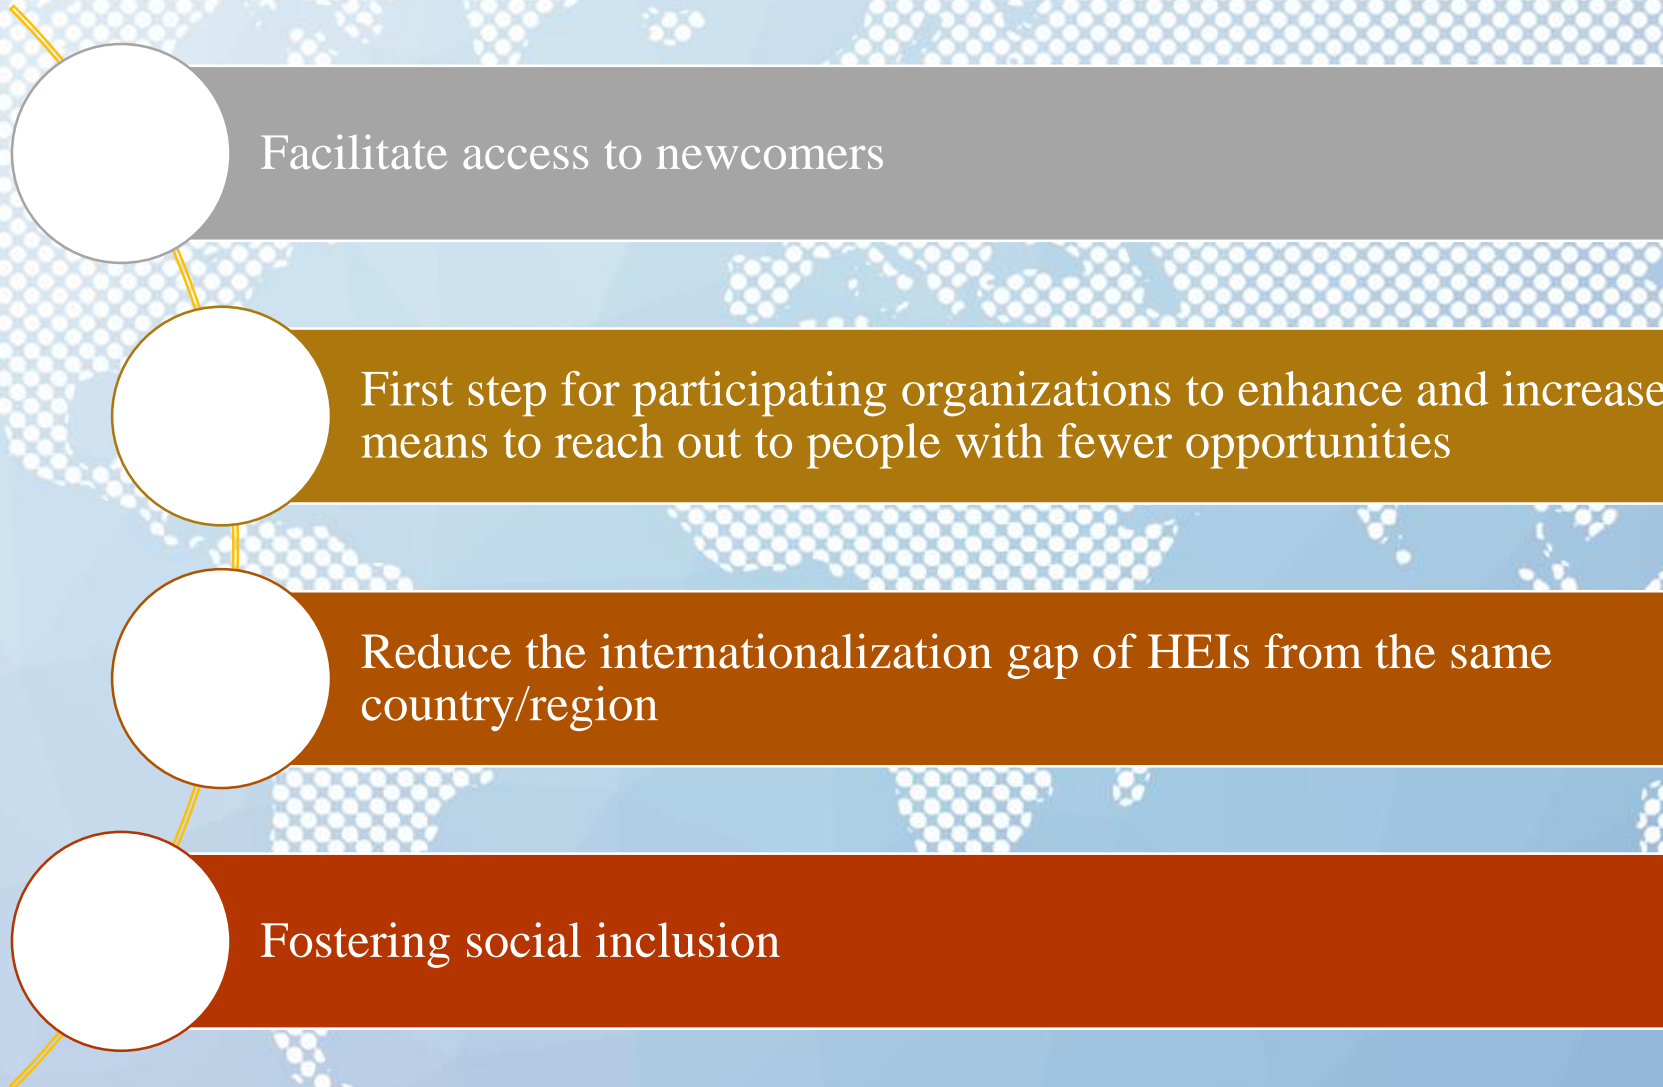 Facilitate access to newcomers
First step for participating organizations to enhance and increase
means to reach out to people with fewer opportunities
Reduce the internationalization gap of HEIs from the same
country/region
Fostering social inclusion